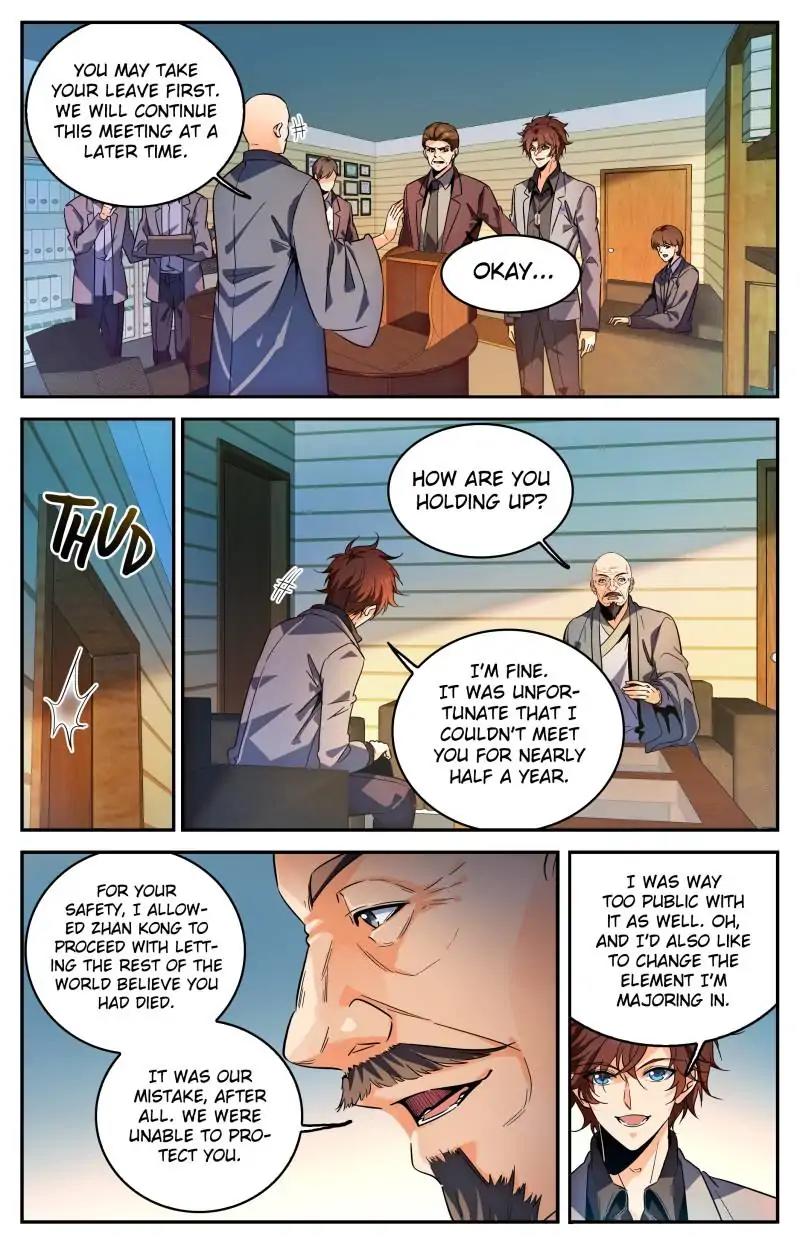 YOU MAY TAKE
YOUR LEAVE FIRST.
WE WILL CONTINUE
THIS MEETING AT A
LATER TIME.
OKAY...
THUD
HOW ARE YOU
HOLDING UP?
I'M FINE.
IT WAS UNFOR-
TUNATE THAT I
COULDN'T MEET
YOU FOR NEARLY
HALF A YEAR.
FOR YOUR
SAFETY, I ALLOW-
ED ZHAN KONG TO
PROCEED WITH LETT-
ING THE REST OF THE
WORLD BELIEVE YOU
HAD DIED.
IT WAS OUR
MISTAKE, AFTER
ALL. WE WERE
UNABLE TO PRO-
TECT YOU.
I WAS WAY
TOO PUBLIC WITH
IT AS WELL. OH,
AND I'D ALSO LIKE
TO CHANGE THE
ELEMENT I'M
MAJORING IN.